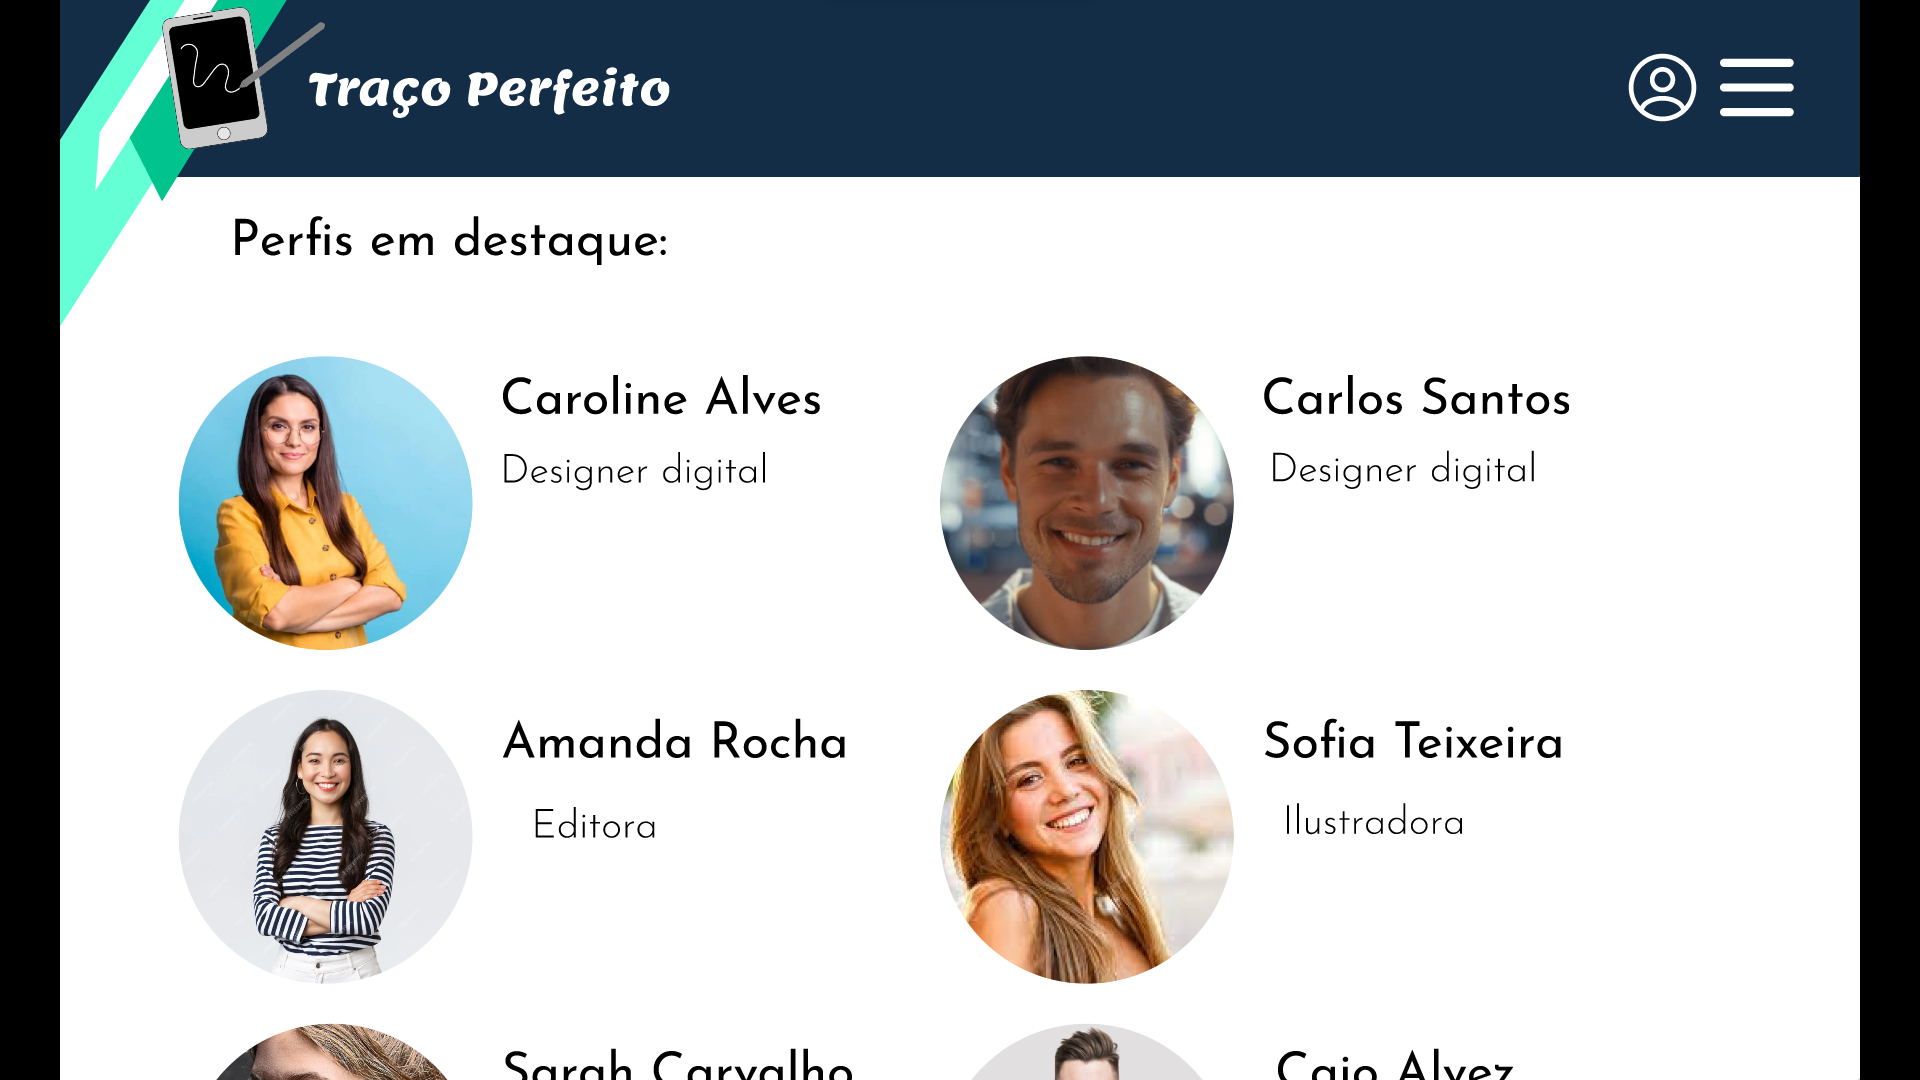 Traço Perfeito
Perfis em destaque:
Caroline Alves
Designer digital
Carlos Santos
Designer digital
Amanda Rocha
Editora
Sofia Teixeira
Ilustradora
Sarah Carvalho
Caio Alvez